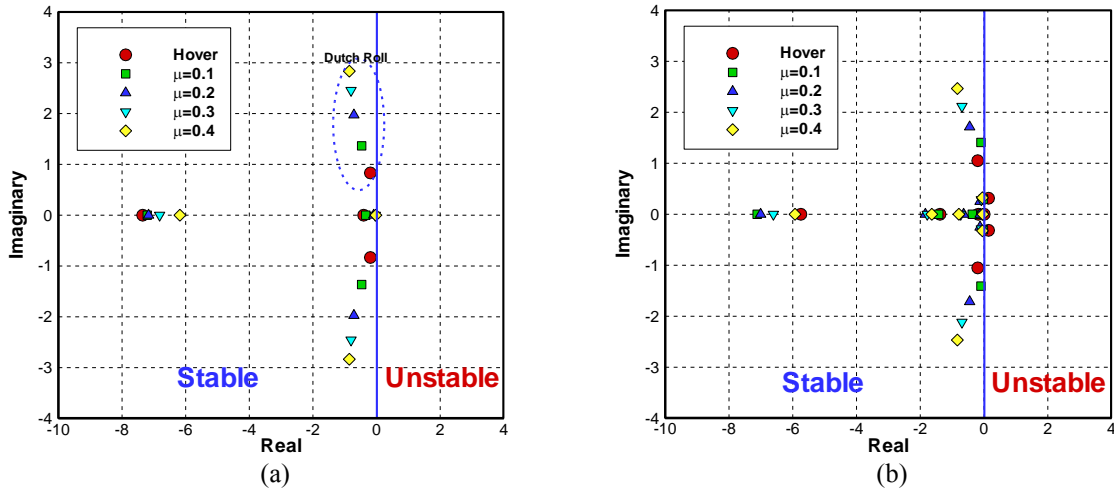 4
3
2
1
0
-1
-2
-3
-4
Imaginary
Hover
μ=0.1
μ=0.2
μ=0.3
μ=0.4
Dutch Roll
Stable
Unstable
-10 -8 -6 -4 -2 0 2 4
Real
(a)
4
3
2
1
0
-1
-2
-3
-4
Imaginary
Hover
μ=0.1
μ=0.2
μ=0.3
μ=0.4
Stable
Unstable
-10 -8 -6 -4 -2 0 2 4
Real
(b)